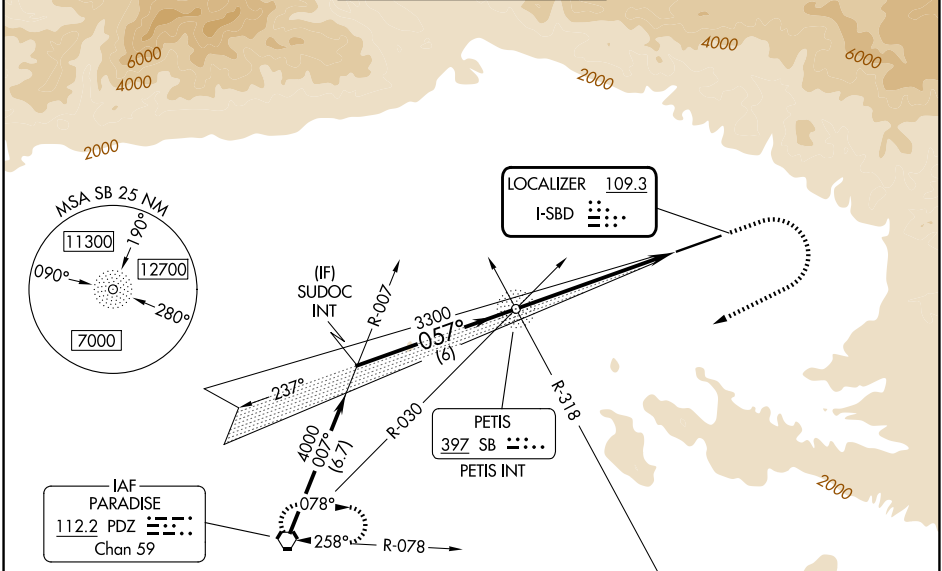 6000
4000
2000
4000
6000
2000
MSA SB 25 NM
11300
190°
090°
12700
280°
7000
LOCALIZER 109.3
I-SBD
(IF)
SUDOC
INT
R-007
3300
057°
(6)
237°
R-030
R-318
4000
007°
(6.7)
PETIS
397 SB
PETIS INT
2000
IAF
PARADISE
112.2 PDZ
Chan 59
078°
258°
R-078